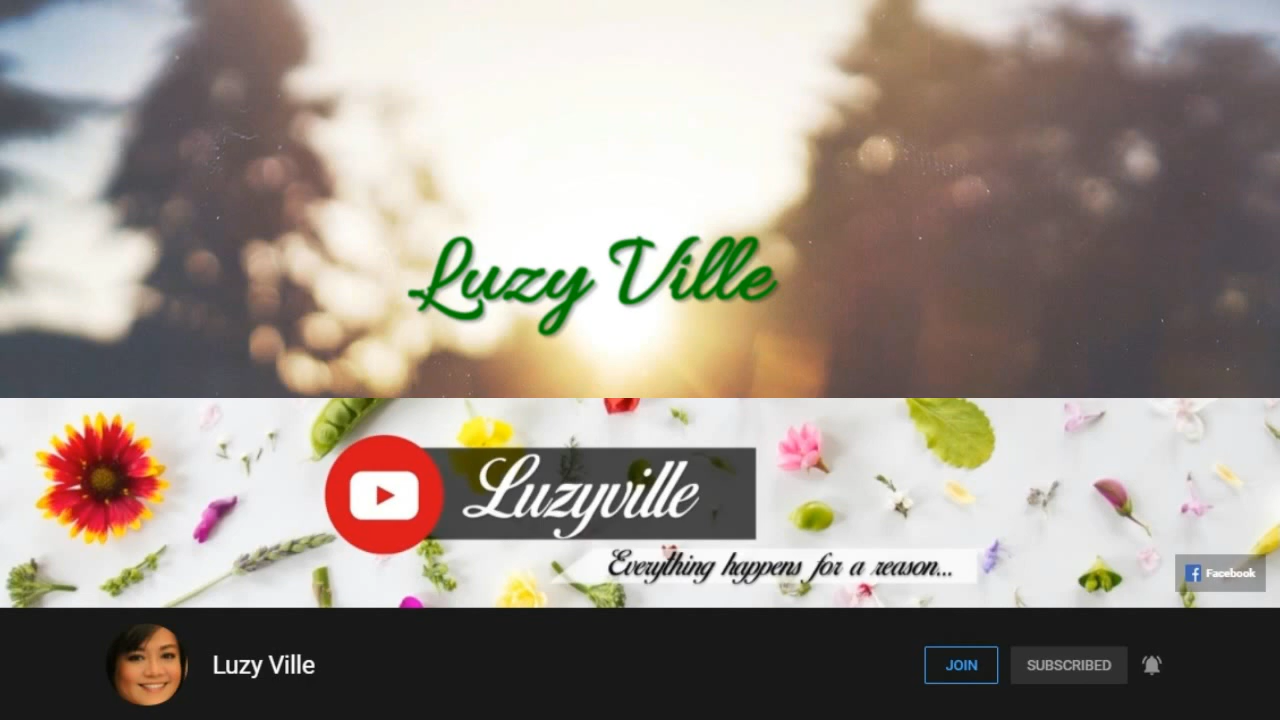 Luzy Ville
Luzyville
Everything happens for a reason...
Facebook
Luzy Ville
JOIN
SUBSCRIBED